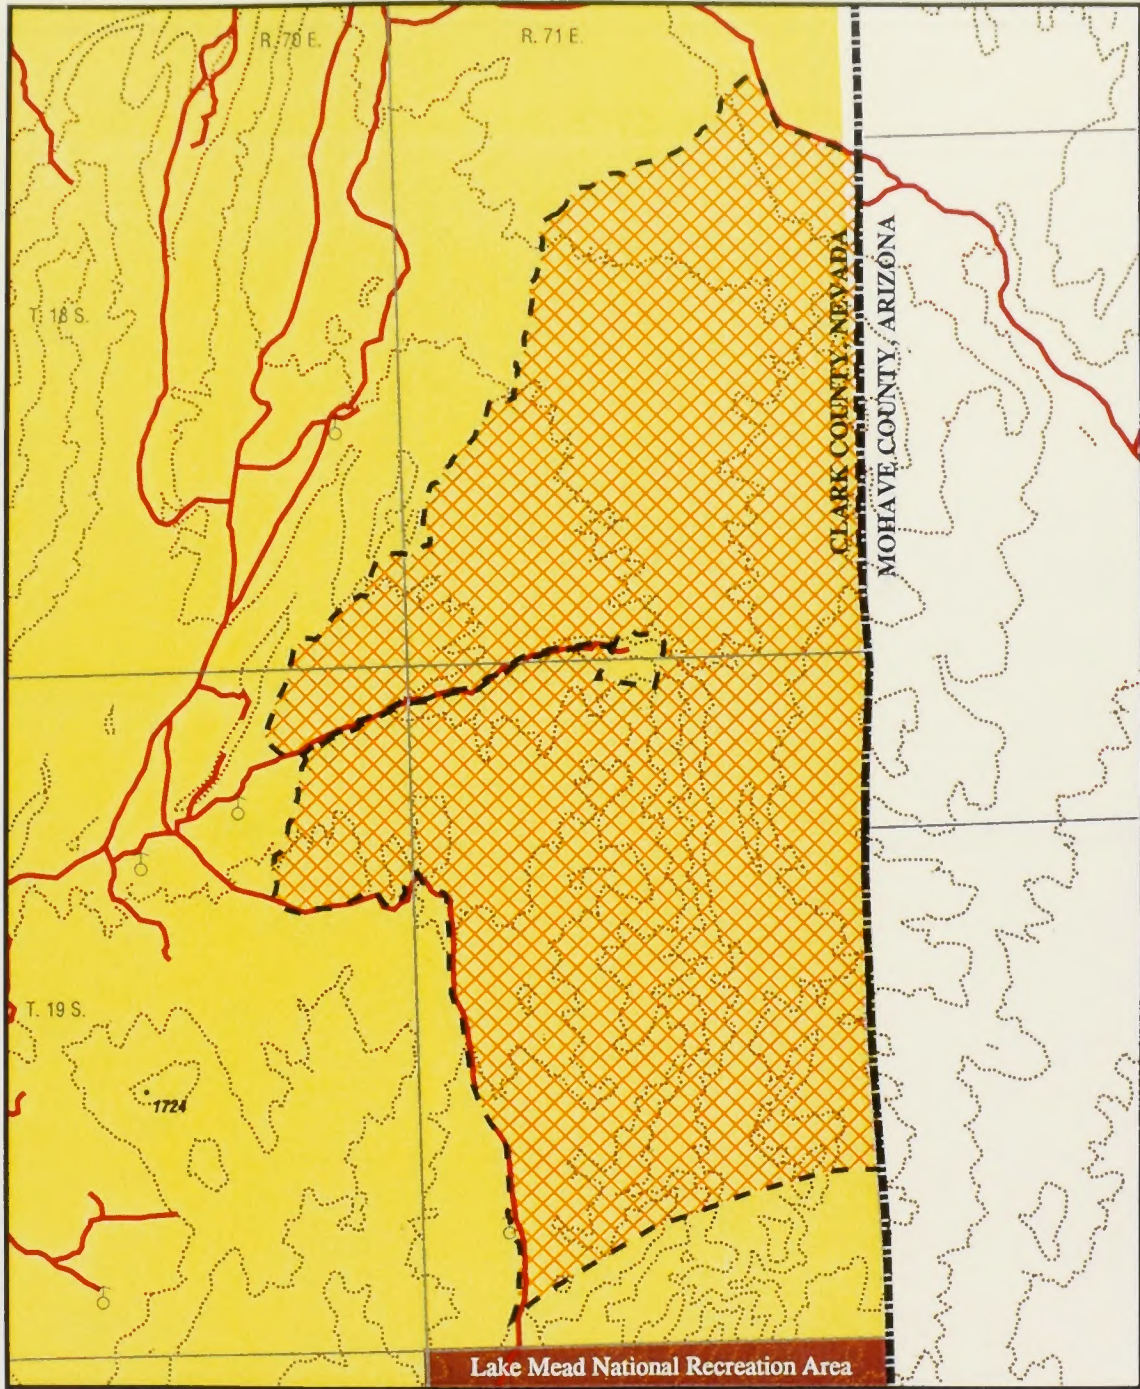 R. 70 E.
R. 71 E.
T. 18 S.
CLARK COUNTY, NEVADA
MOHAVE COUNTY, ARIZONA
T. 19 S.
1724
Lake Mead National Recreation Area